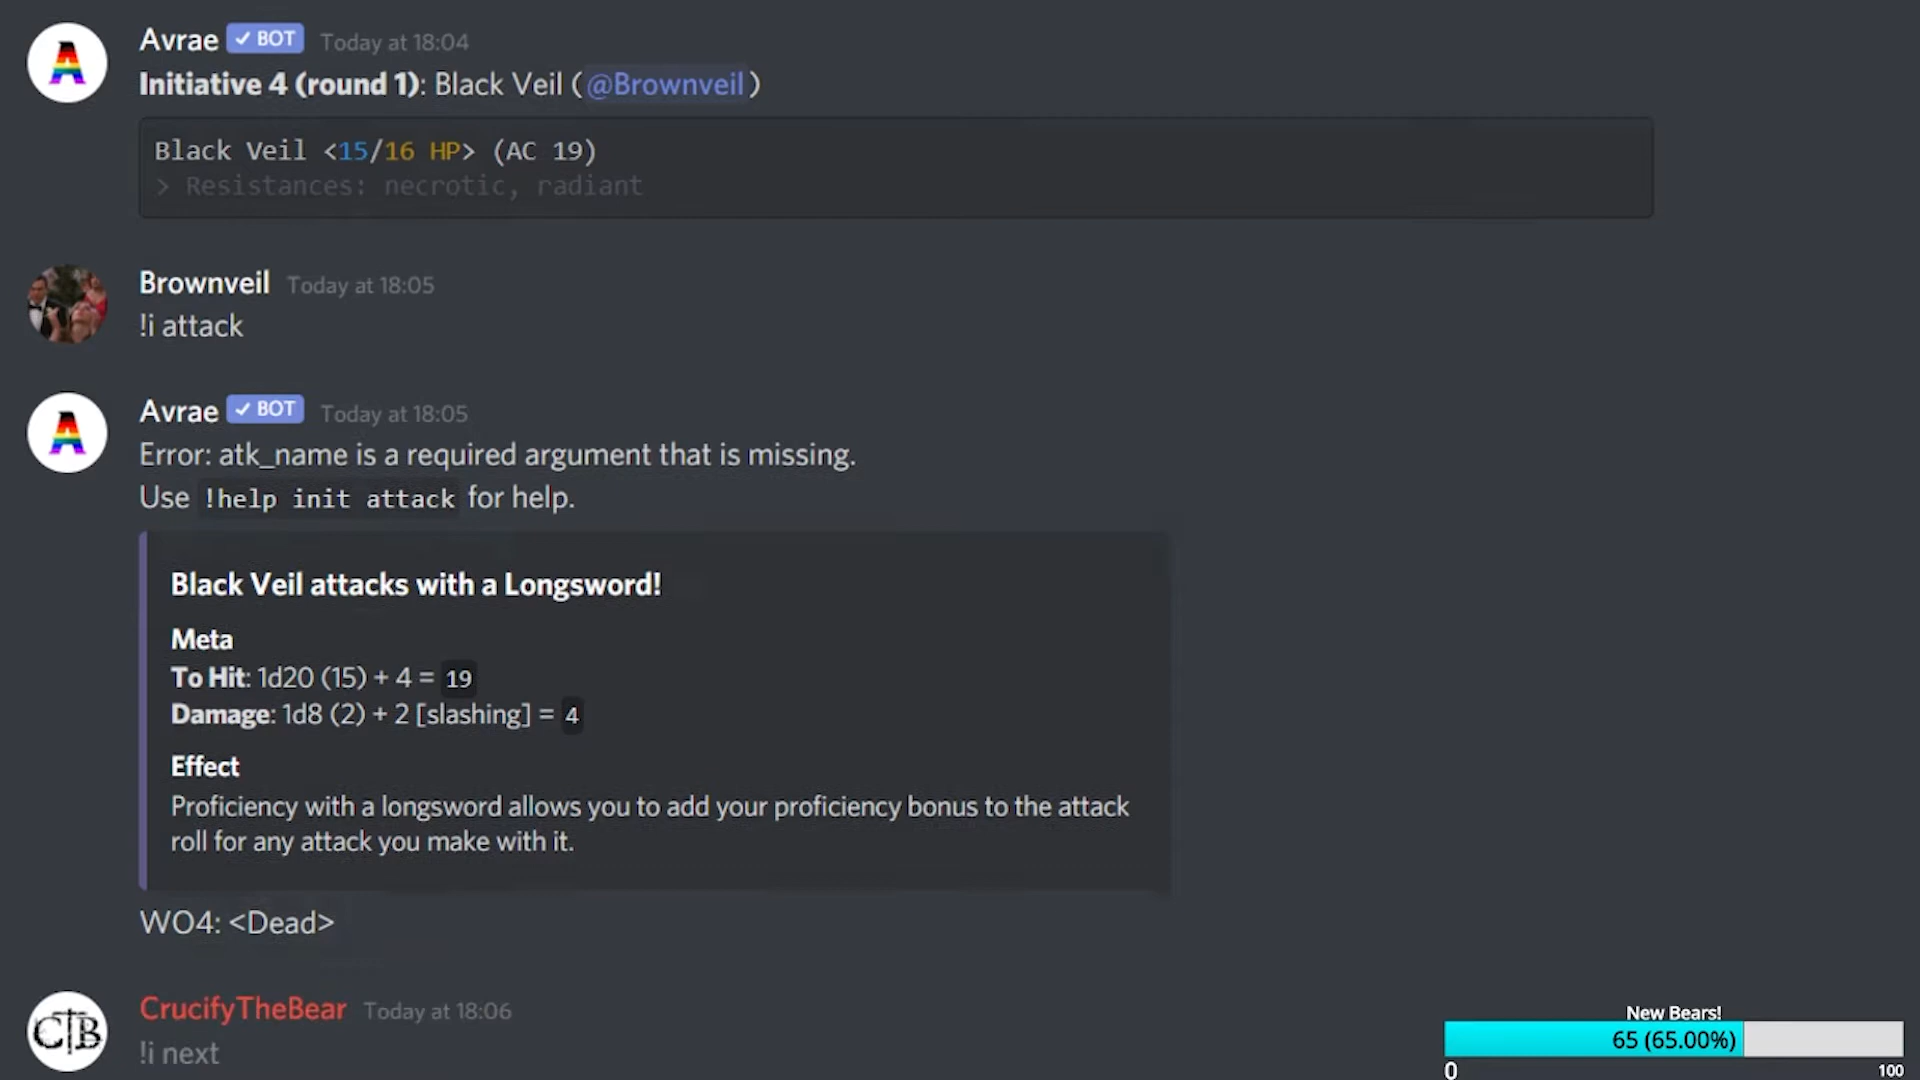 Avrae ✓ BOT Today at 18:04
Initiative 4 (round 1): Black Veil (@Brownveil)
Black Veil <15/16 HP> (AC 19)
> Resistances: necrotic, radiant
Brownveil Today at 18:05
!i attack
Avrae ✓ BOT Today at 18:05
Error: atk_name is a required argument that is missing.
Use !help init attack for help.
Black Veil attacks with a Longsword!
Meta
To Hit: 1d20 (15) + 4 = 19
Damage: 1d8 (2) + 2 [slashing] = 4
Effect
Proficiency with a longsword allows you to add your proficiency bonus to the attack
roll for any attack you make with it.
WO4: <Dead>
CTB
CrucifyTheBear Today at 18:06
!i next
New Bears!
65 (65.00%)
0 100